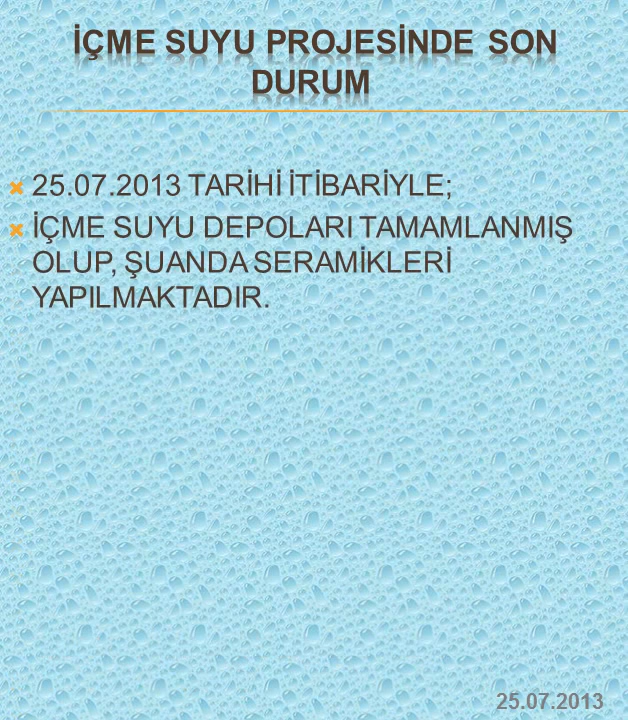 İÇME SUYU PROJESİNDE SON
DURUM
25.07.2013 TARİHİ İTİBARİYLE;
İÇME SUYU DEPOLARI TAMAMLANMIŞ
OLUP, ŞUANDA SERAMİKLERİ
YAPILMAKTADIR.
25.07.2013